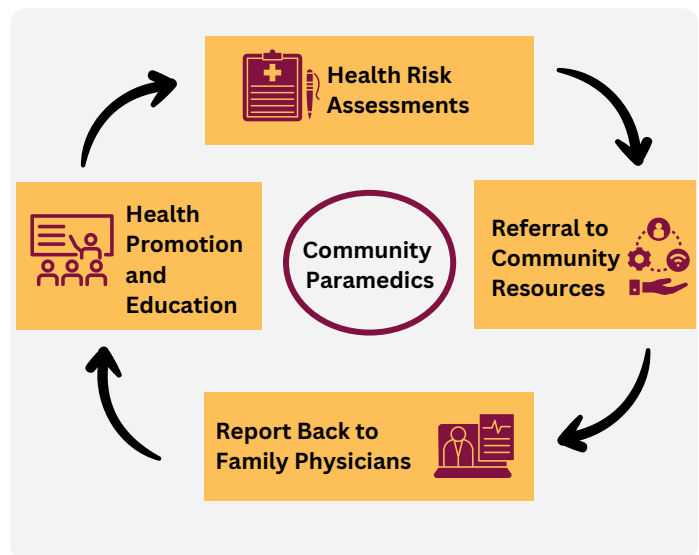 Health Risk
Assessments
Referral to
Community
Resources
Report Back to
Family Physicians
Health
Promotion
and
Education
Community
Paramedics